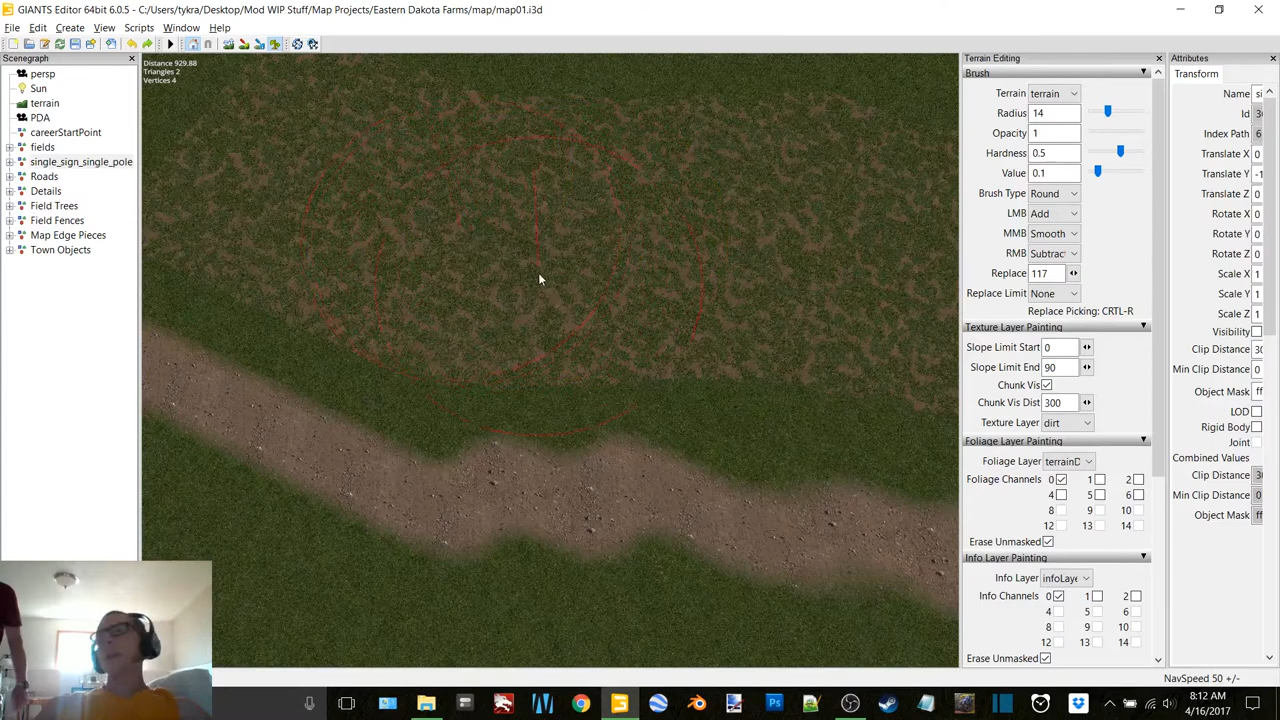 GIANTS Editor 64bit 6.0.5 - C:/Users/tykra/Desktop/Mod WIP Stuff/Map Projects/Eastern Dakota Farms/map/map01.i3d
File Edit Create View Scripts Window Help
Scenegraph
persp
Sun
terrain
PDA
careerStartPoint
fields
single_sign_single_pole
Roads
Details
Field Trees
Field Fences
Map Edge Pieces
Town Objects
Distance 929.88
Triangles 2
Vertices 4
Terrain Editing
Brush
Terrain terrain
Radius 14
Opacity 1
Hardness 0.5
Value 0.1
Brush Type Round
LMB Add
MMB Smooth
RMB Subtrac
Replace 117
Replace Limit None
Replace Picking: CRTL-R
Texture Layer Painting
Slope Limit Start 0
Slope Limit End 90
Chunk Vis
Chunk Vis Dist 300
Texture Layer dirt
Foliage Layer Painting
Foliage Layer terrainD
Foliage Channels 0 1 2
4 5 6
8 9 10
12 13 14
Erase Unmasked
Info Layer Painting
Info Layer infoLaye
Info Channels 0 1 2
4 5 6
8 9 10
12 13 14
Erase Unmasked
Attributes
Transform
Name si
Id 3
Index Path 6
Translate X 0
Translate Y -1
Translate Z 0
Rotate X 0
Rotate Y 0
Rotate Z 0
Scale X 1
Scale Y 1
Scale Z 1
Visibility
Clip Distance 30
Min Clip Distance 0
Object Mask ff
LOD
Rigid Body
Joint
Combined Values
Clip Distance 3
Min Clip Distance 0
Object Mask ff
NavSpeed 50 +/-
8:12 AM
4/16/2017